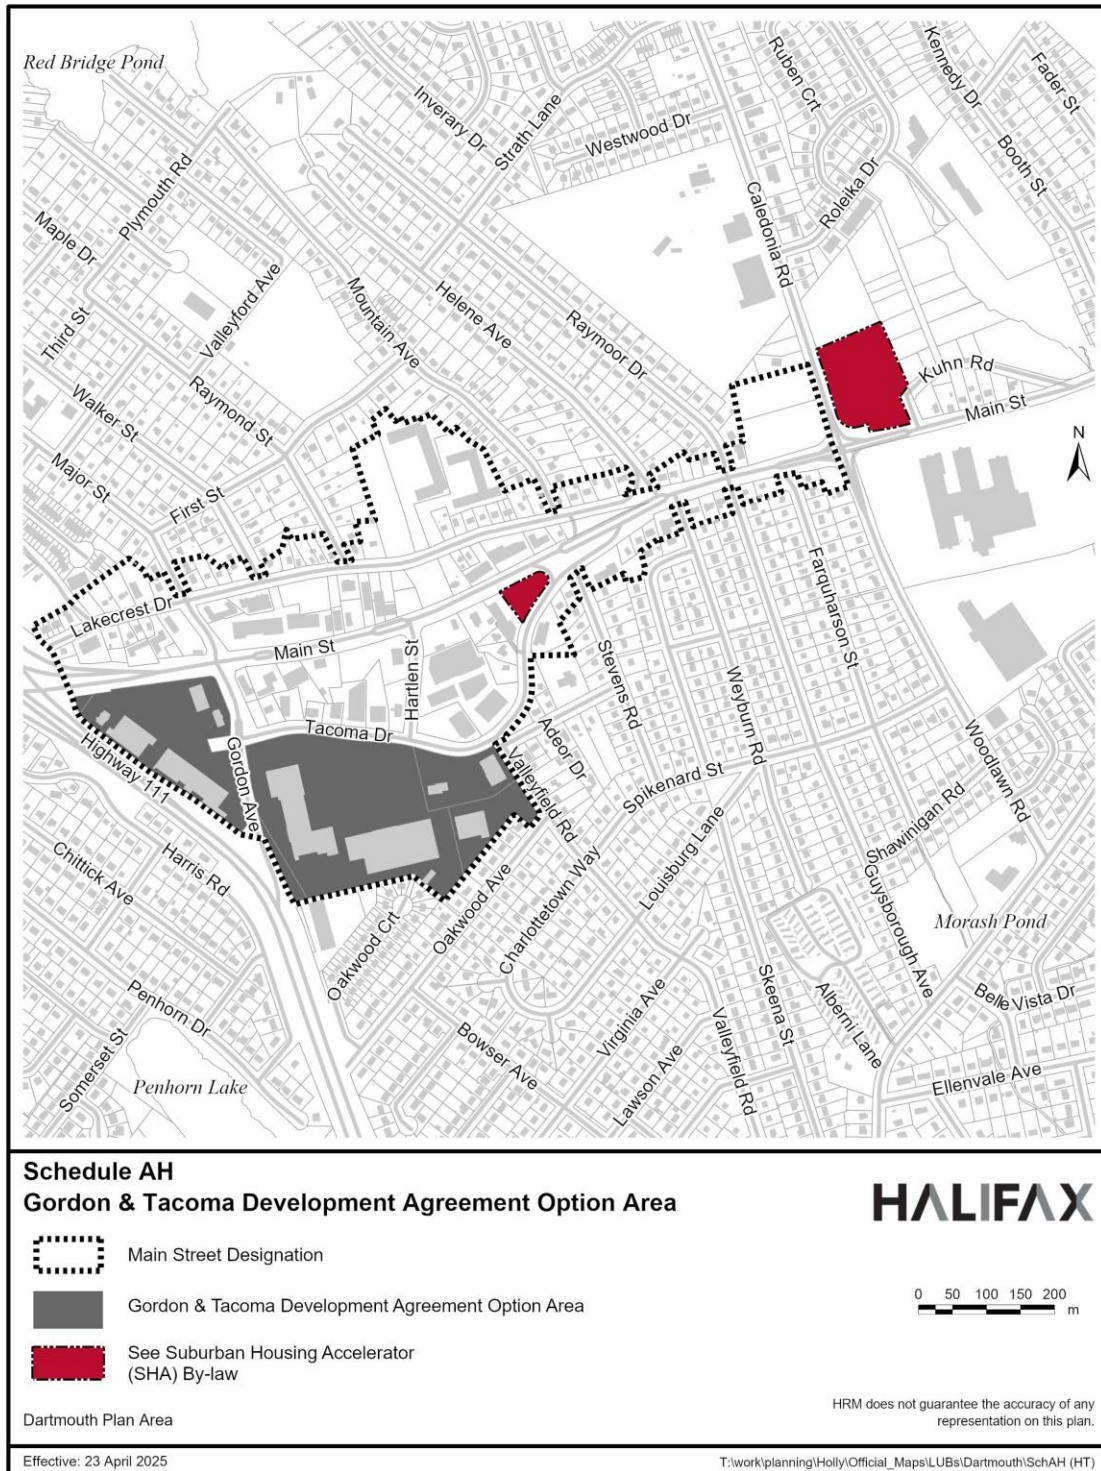 Red Bridge Pond
Inverary Dr
Strath Lane
Westwood Dr
Ruben Crt
Kennedy Dr
Fader St
Booth St
Roleika Dr
Caledonia Rd
Plymouth Rd
Maple Dr
Third St
Valleyford Ave
Mountain Ave
Helene Ave
Raymoor Dr
Kuhn Rd
Main St
N
Walker St
Raymond St
Major St
First St
Farquharson St
Lakecrest Dr
Main St
Hartlen St
Stevens Rd
Weyburn Rd
Tacoma Dr
Gordon Ave
Highway 111
Adeor Dr
Valleyfield Rd
Spikenard St
Woodlawn Rd
Shawinigan Rd
Chittick Ave
Harris Rd
Louisburg Lane
Charlottetown Way
Oakwood Ave
Oakwood Crt
Guysborough Ave
Morash Pond
Penhorn Dr
Somerset St
Penhorn Lake
Bowser Ave
Virginia Ave
Lawson Ave
Valleyfield Rd
Skeena St
Alberni Lane
Belle Vista Dr
Ellenvale Ave
Schedule AH
Gordon & Tacoma Development Agreement Option Area
HALIFAX
Main Street Designation
Gordon & Tacoma Development Agreement Option Area
0 50 100 150 200
m
See Suburban Housing Accelerator
(SHA) By-law
Dartmouth Plan Area
HRM does not guarantee the accuracy of any
representation on this plan.
Effective: 23 April 2025
T:\work\planning\Holly\Official_Maps\LUBs\Dartmouth\SchAH (HT)